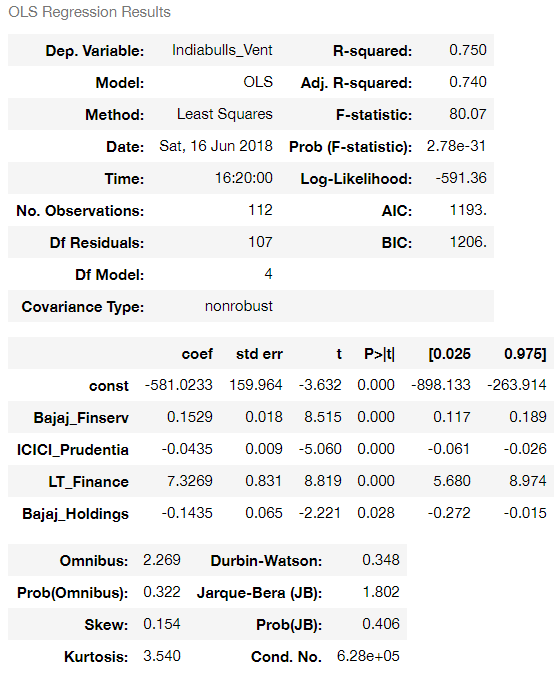 OLS Regression Results
Dep. Variable: Indiabulls_Vent R-squared: 0.750
Model: OLS Adj. R-squared: 0.740
Method: Least Squares F-statistic: 80.07
Date: Sat, 16 Jun 2018 Prob (F-statistic): 2.78e-31
Time: 16:20:00 Log-Likelihood: -591.36
No. Observations: 112 AIC: 1193.
Df Residuals: 107 BIC: 1206.
Df Model: 4
Covariance Type: nonrobust
coef std err t P>|t| [0.025 0.975]
const -581.0233 159.964 -3.632 0.000 -898.133 -263.914
Bajaj_Finserv 0.1529 0.018 8.515 0.000 0.117 0.189
ICICI_Prudentia -0.0435 0.009 -5.060 0.000 -0.061 -0.026
LT_Finance 7.3269 0.831 8.819 0.000 5.680 8.974
Bajaj_Holdings -0.1435 0.065 -2.221 0.028 -0.272 -0.015
Omnibus: 2.269 Durbin-Watson: 0.348
Prob(Omnibus): 0.322 Jarque-Bera (JB): 1.802
Skew: 0.154 Prob(JB): 0.406
Kurtosis: 3.540 Cond. No. 6.28e+05